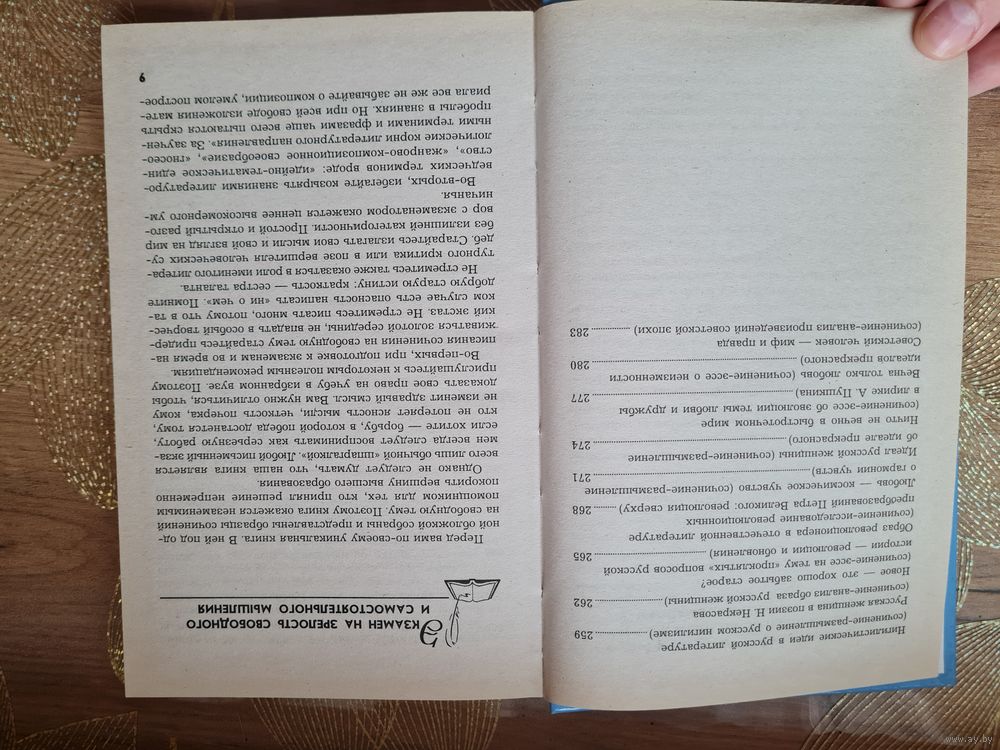 Нигилистические идеи в русской литературе
(сочинение-размышление о русском нигилизме) 259
Русская женщина в поэзии Н. Некрасова
(сочинение-анализ образа русской женщины) 262
Новое — это хорошо забытое старое?
(сочинение-эссе на тему «проклятых» вопросов русской
истории — революции и обновления) 265
Образ революционера в отечественной литературе
(сочинение-исследование революционных
преобразований Петра Великого: революция сверху) 268
Любовь — космическое чувство (сочинение-размышление
о гармонии чувств) 271
Идеал русской женщины (сочинение-размышление
об идеале прекрасного) 274
Ничто не вечно в быстротечном мире
(сочинение-эссе об эволюции темы любви и дружбы
в лирике А. Пушкина) 277
Вечна только любовь (сочинение-эссе о неизменности
идеалов прекрасного) 280
Советский человек — миф и правда
(сочинение-анализ произведений советской эпохи) 283
ЭКЗАМЕН НА ЗРЕЛОСТЬ СВОБОДНОГО
И САМОСТОЯТЕЛЬНОГО МЫШЛЕНИЯ
Перед вами по-своему уникальная книга. В ней под од-
ной обложкой собраны и представлены образцы сочинений
на свободную тему. Поэтому книга окажется незаменимым
помощником для тех, кто принял решение непременно
покорить вершину высшего образования.
Однако не следует думать, что наша книга является
всего лишь обычной «шпаргалкой». Любой письменный экза-
мен всегда следует воспринимать как серьезную работу,
если хотите — борьбу, в которой победа достанется тому,
кто не потеряет ясность мысли, четкость почерка, кому
не изменит здравый смысл. Вам нужно отличиться, чтобы
доказать свое право на учебу в избранном вузе. Поэтому
прислушайтесь к некоторым полезным рекомендациям.
Во-первых, при подготовке к экзаменам и во время на-
писания сочинения на свободную тему старайтесь придер-
живаться золотой середины, не впадать в особый творчес-
кий экстаз. Не стремитесь писать много, потому что в та-
ком случае есть опасность написать «ни о чем». Помните
добрую старую истину: краткость — сестра таланта.
Не стремитесь также оказаться в роли именитого литера-
турного критика или в позе вершителя человеческих су-
деб. Старайтесь излагать свои мысли и свой взгляд на мир
без излишней категоричности. Простой и открытый разго-
вор с экзаменатором окажется ценнее высокомерного ум-
ничанья.
Во-вторых, избегайте козырять знаниями литературо-
ведческих терминов вроде: «идейно-тематическое един-
ство», «жанрово-композиционное своеобразие», «гносео-
логические корни литературного направления». За заучен-
ными терминами и фразами чаще всего пытаются скрыть
пробелы в знаниях. Но при всей свободе изложения мате-
риала все же не забывайте о композиции, умелом построе-
9
www.ay.by